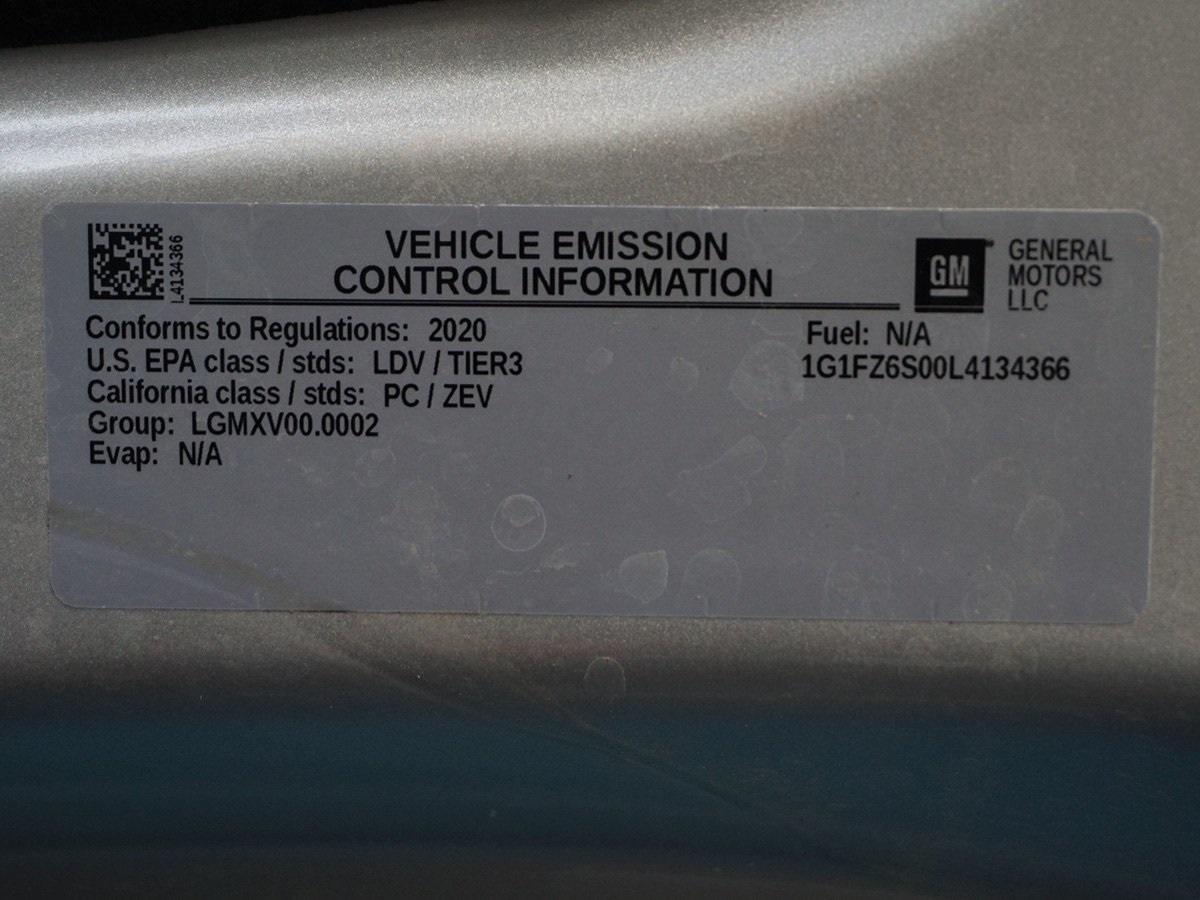 L4134366
VEHICLE EMISSION
CONTROL INFORMATION
GM
GENERAL
MOTORS
LLC
Conforms to Regulations: 2020
U.S. EPA class / stds: LDV / TIER3
California class / stds: PC / ZEV
Group: LGMXV00.0002
Evap: N/A
Fuel: N/A
1G1FZ6S00L4134366